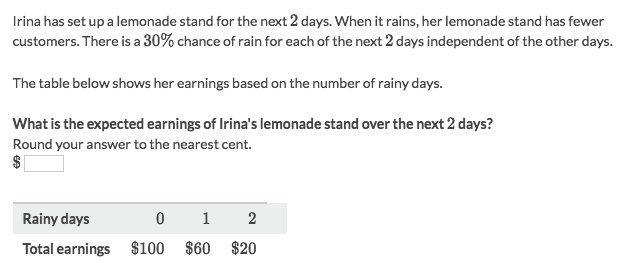 Irina has set up a lemonade stand for the next 2 days. When it rains, her lemonade stand has fewer
customers. There is a 30% chance of rain for each of the next 2 days independent of the other days.
The table below shows her earnings based on the number of rainy days.
What is the expected earnings of Irina's lemonade stand over the next 2 days?
Round your answer to the nearest cent.
$
Rainy days 0 1 2
Total earnings $100 $60 $20